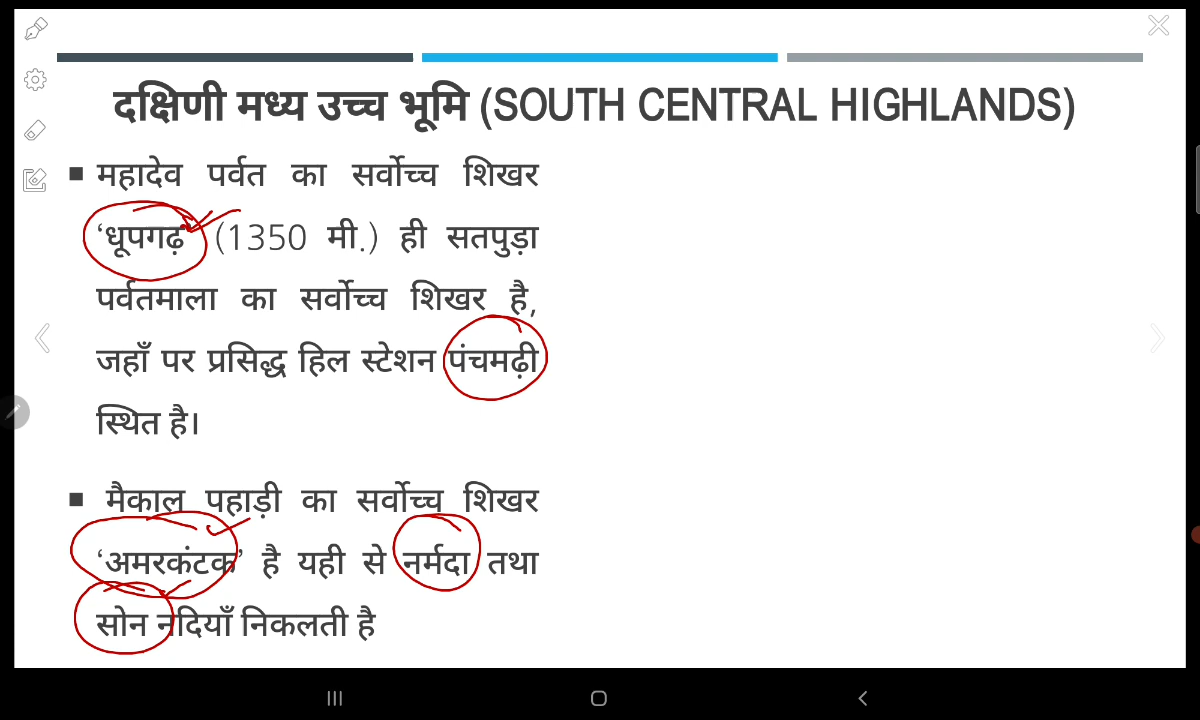 दक्षिणी मध्य उच्च भूमि (SOUTH CENTRAL HIGHLANDS)
▪ महादेव पर्वत का सर्वोच्च शिखर
‘धूपगढ़’ (1350 मी.) ही सतपुड़ा
पर्वतमाला का सर्वोच्च शिखर है,
जहाँ पर प्रसिद्ध हिल स्टेशन पंचमढ़ी
स्थित है।
▪ मैकाल पहाड़ी का सर्वोच्च शिखर
‘अमरकंटक’ है यही से नर्मदा तथा
सोन नदियाँ निकलती है